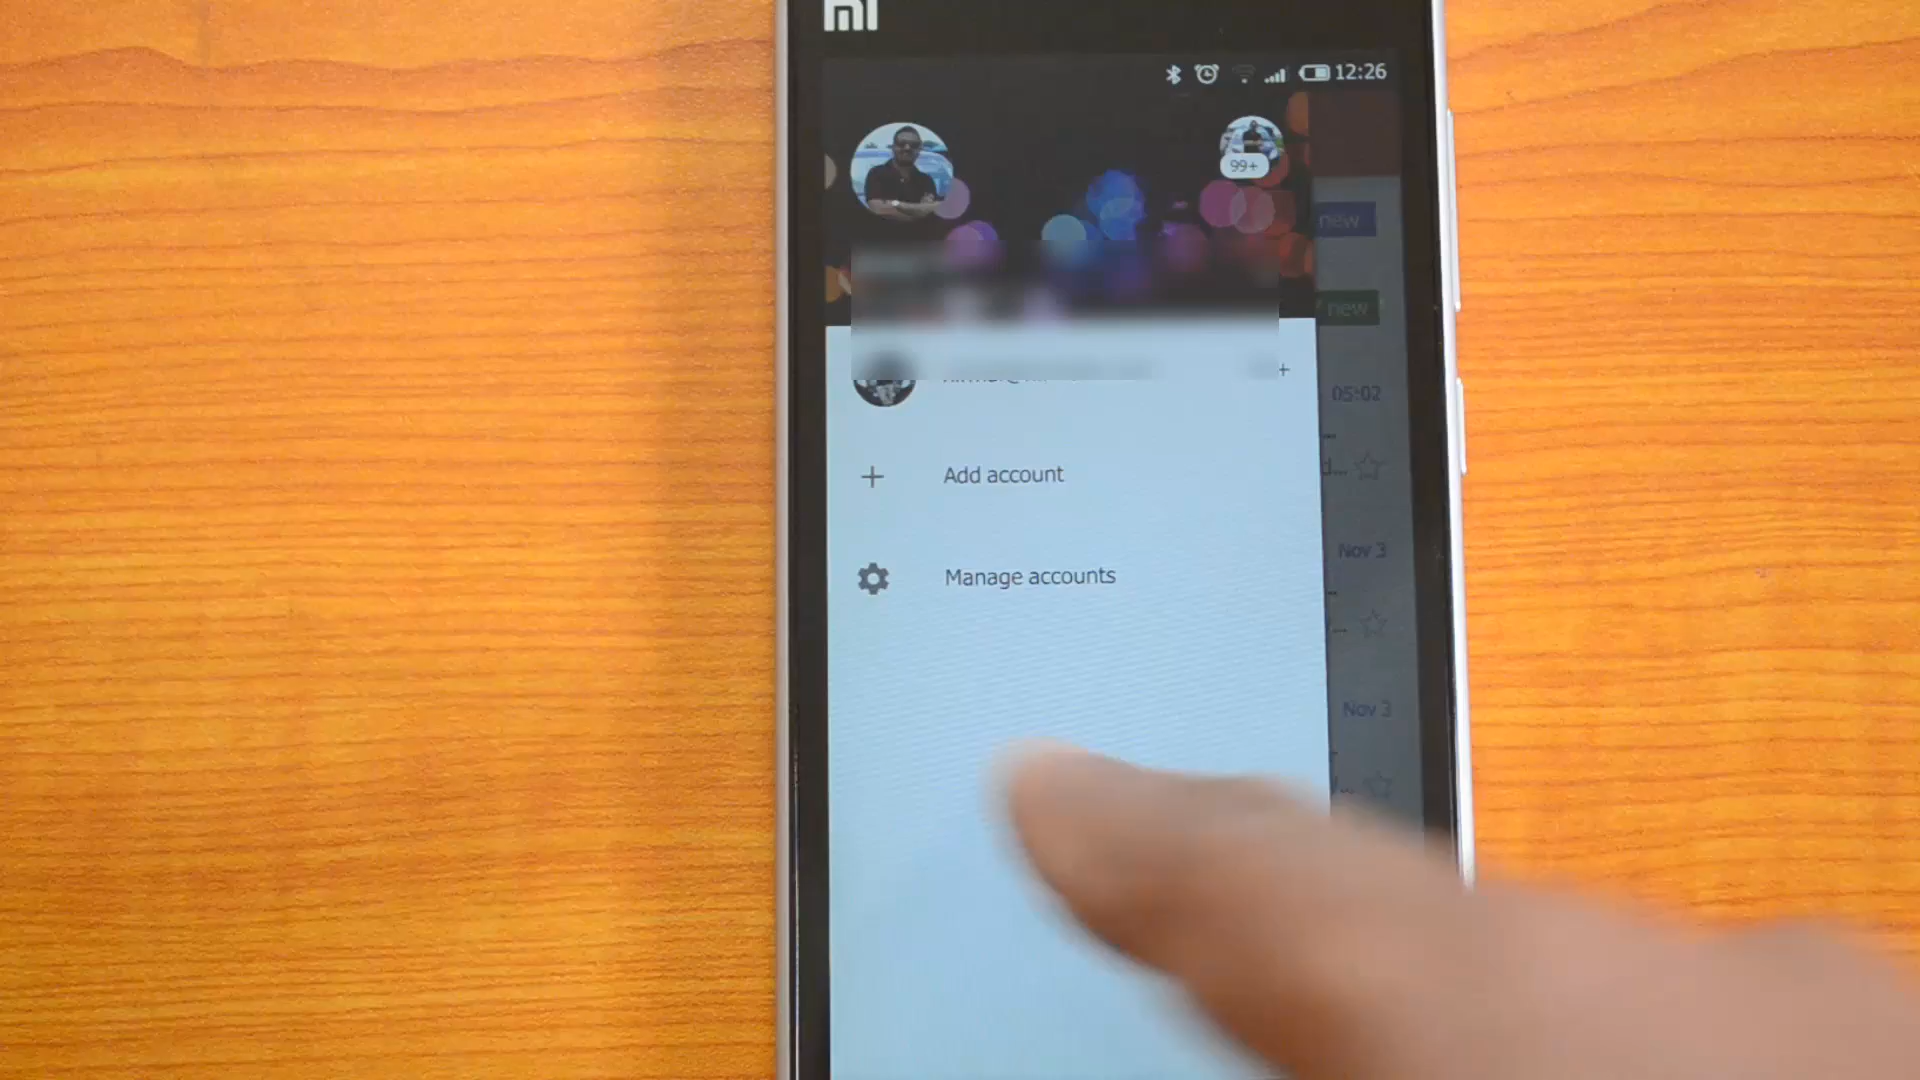 mi
12:26
99+
new
new
+
05:02
d...
Add account
Nov 3
Manage accounts
Nov 3